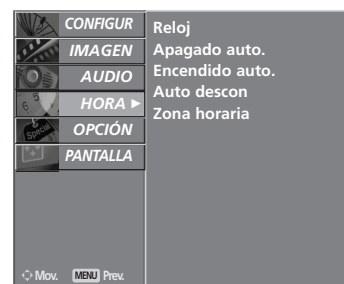 CONFIGUR
IMAGEN
AUDIO
HORA ►
OPCIÓN
PANTALLA
Reloj
Apagado auto.
Encendido auto.
Auto descon
Zona horaria
Mov. MENU Prev.